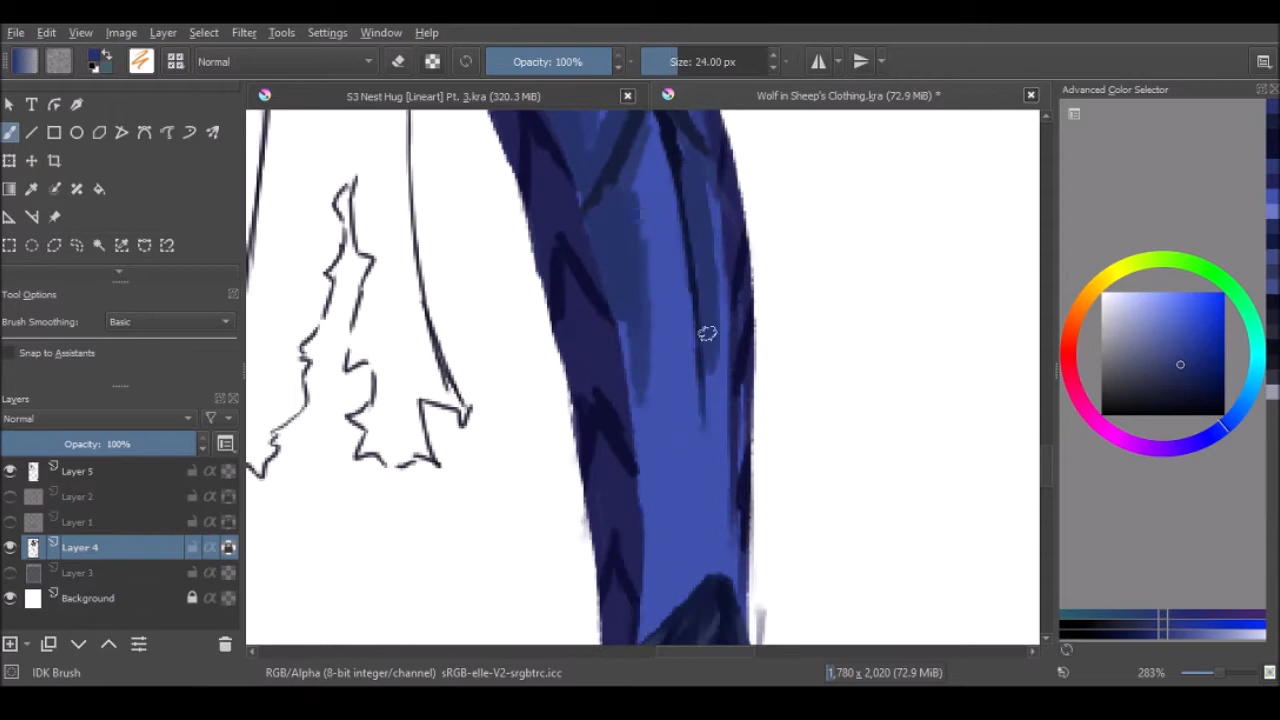 File Edit View Image Layer Filter Tools Settings Window Help
Normal Opacity: 100% Size: 24.00 px
S3 Nest Hug [Lineart] Pt. 3.kra (320.3 MiB) Wolf in Sheep's Clothing.kra (72.9 MiB) *
Advanced Color Selector
Tool Options
Brush Smoothing: Basic
Snap to Assistants
Layers
Normal
Opacity: 100%
Layer 5
Layer 2
Layer 1
Layer 4
Layer 3
Background
IDK Brush RGB/Alpha (8-bit integer/channel) sRGB-elle-V2-srgbtrc.icc 1,780 x 2,020 (72.9 MiB) 283%